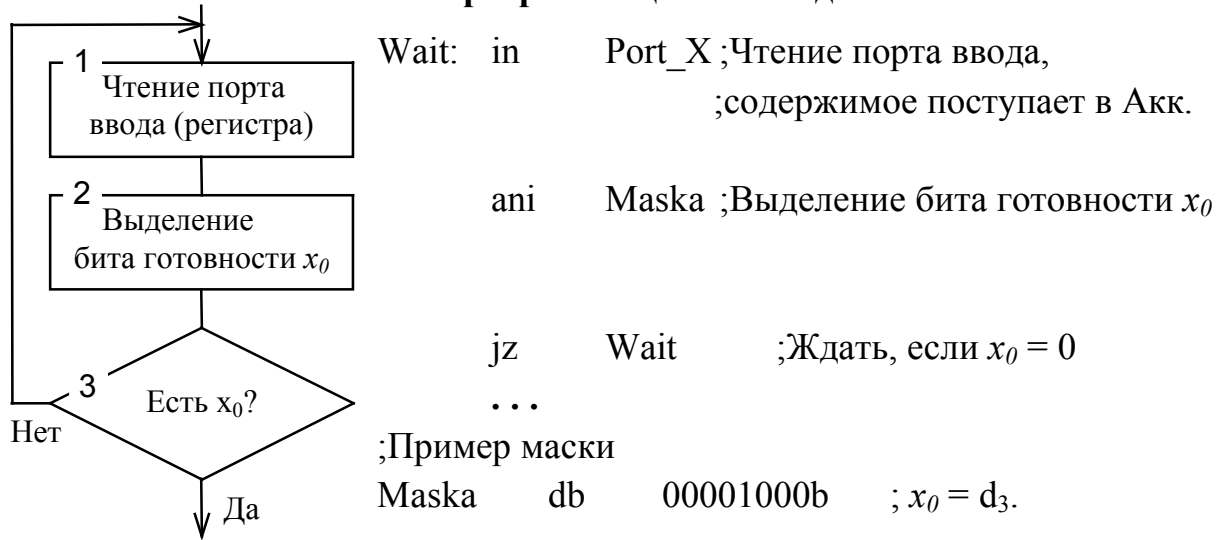 1
Чтение порта
ввода (регистра)
2
Выделение
бита готовности x₀
3
Есть x₀?
Нет
Да
Wait: in Port_X ;Чтение порта ввода,
;содержимое поступает в Акк.
ani Maska ;Выделение бита готовности x₀
jz Wait ;Ждать, если x₀ = 0
. . .
;Пример маски
Maska db 00001000b ; x₀ = d₃.